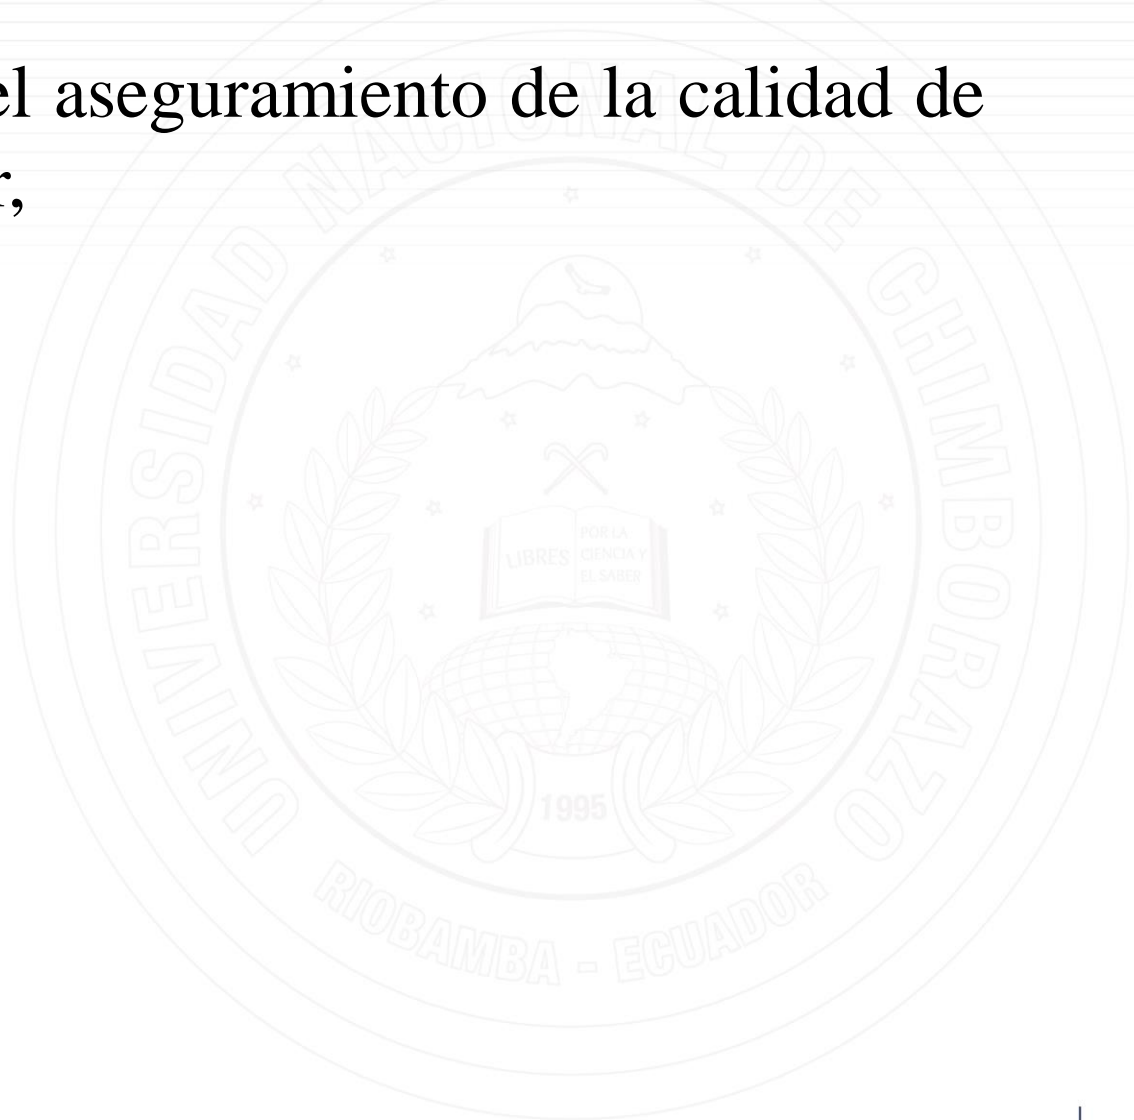 el aseguramiento de la calidad de
r,
UNIVERSIDAD NACIONAL DE CHIMBORAZO
LIBRES
POR LA
CIENCIA Y
EL SABER
1995
RIOBAMBA - ECUADOR